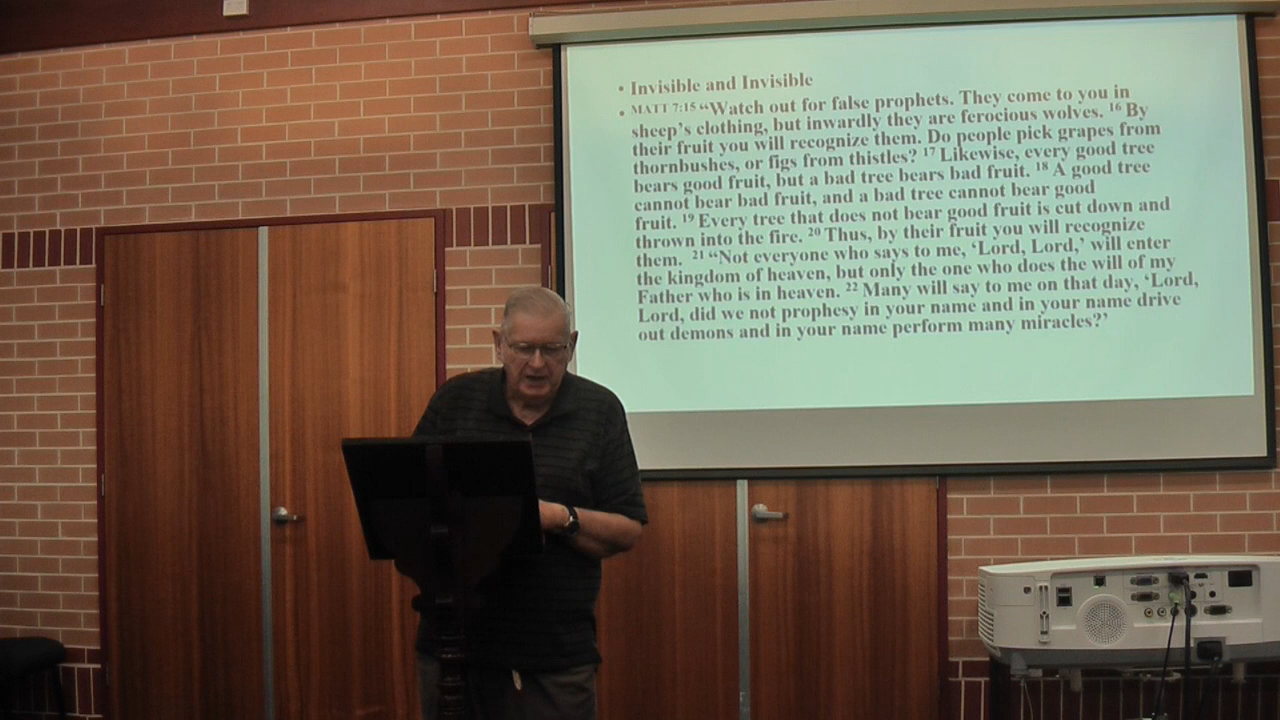 • Invisible and Invisible
• MATT 7:15 “Watch out for false prophets. They come to you in
sheep’s clothing, but inwardly they are ferocious wolves. 16 By
their fruit you will recognize them. Do people pick grapes from
thornbushes, or figs from thistles? 17 Likewise, every good tree
bears good fruit, but a bad tree bears bad fruit. 18 A good tree
cannot bear bad fruit, and a bad tree cannot bear good
fruit. 19 Every tree that does not bear good fruit is cut down and
thrown into the fire. 20 Thus, by their fruit you will recognize
them. 21 “Not everyone who says to me, ‘Lord, Lord,’ will enter
the kingdom of heaven, but only the one who does the will of my
Father who is in heaven. 22 Many will say to me on that day, ‘Lord,
Lord, did we not prophesy in your name and in your name drive
out demons and in your name perform many miracles?’